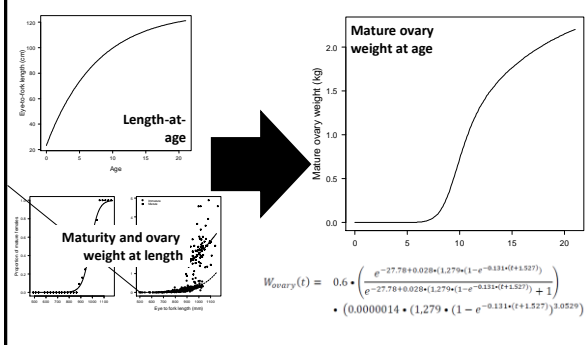 120
100
80
60
40
20
Eye-to-fork length (cm)
Length-at-
age
0
5
10
15
20
Age
Proportion of mature females
Maturity and ovary
weight at length
Eye to fork length (mm)
Mature ovary
weight at age
Mature ovary weight (kg)
2.0
1.5
1.0
0.5
0.0
0
5
10
15
20
W_ovary(t) = 0.6 • (e^{-27.78+0.028•(1,279•(1−e^{-0.131•(t+1.527)})} / (e^{-27.78+0.028•(1,279•(1−e^{-0.131•(t+1.527)})} + 1))
• (0.0000014 • (1,279 • (1 − e^{-0.131•(t+1.527)})^{3.0529})